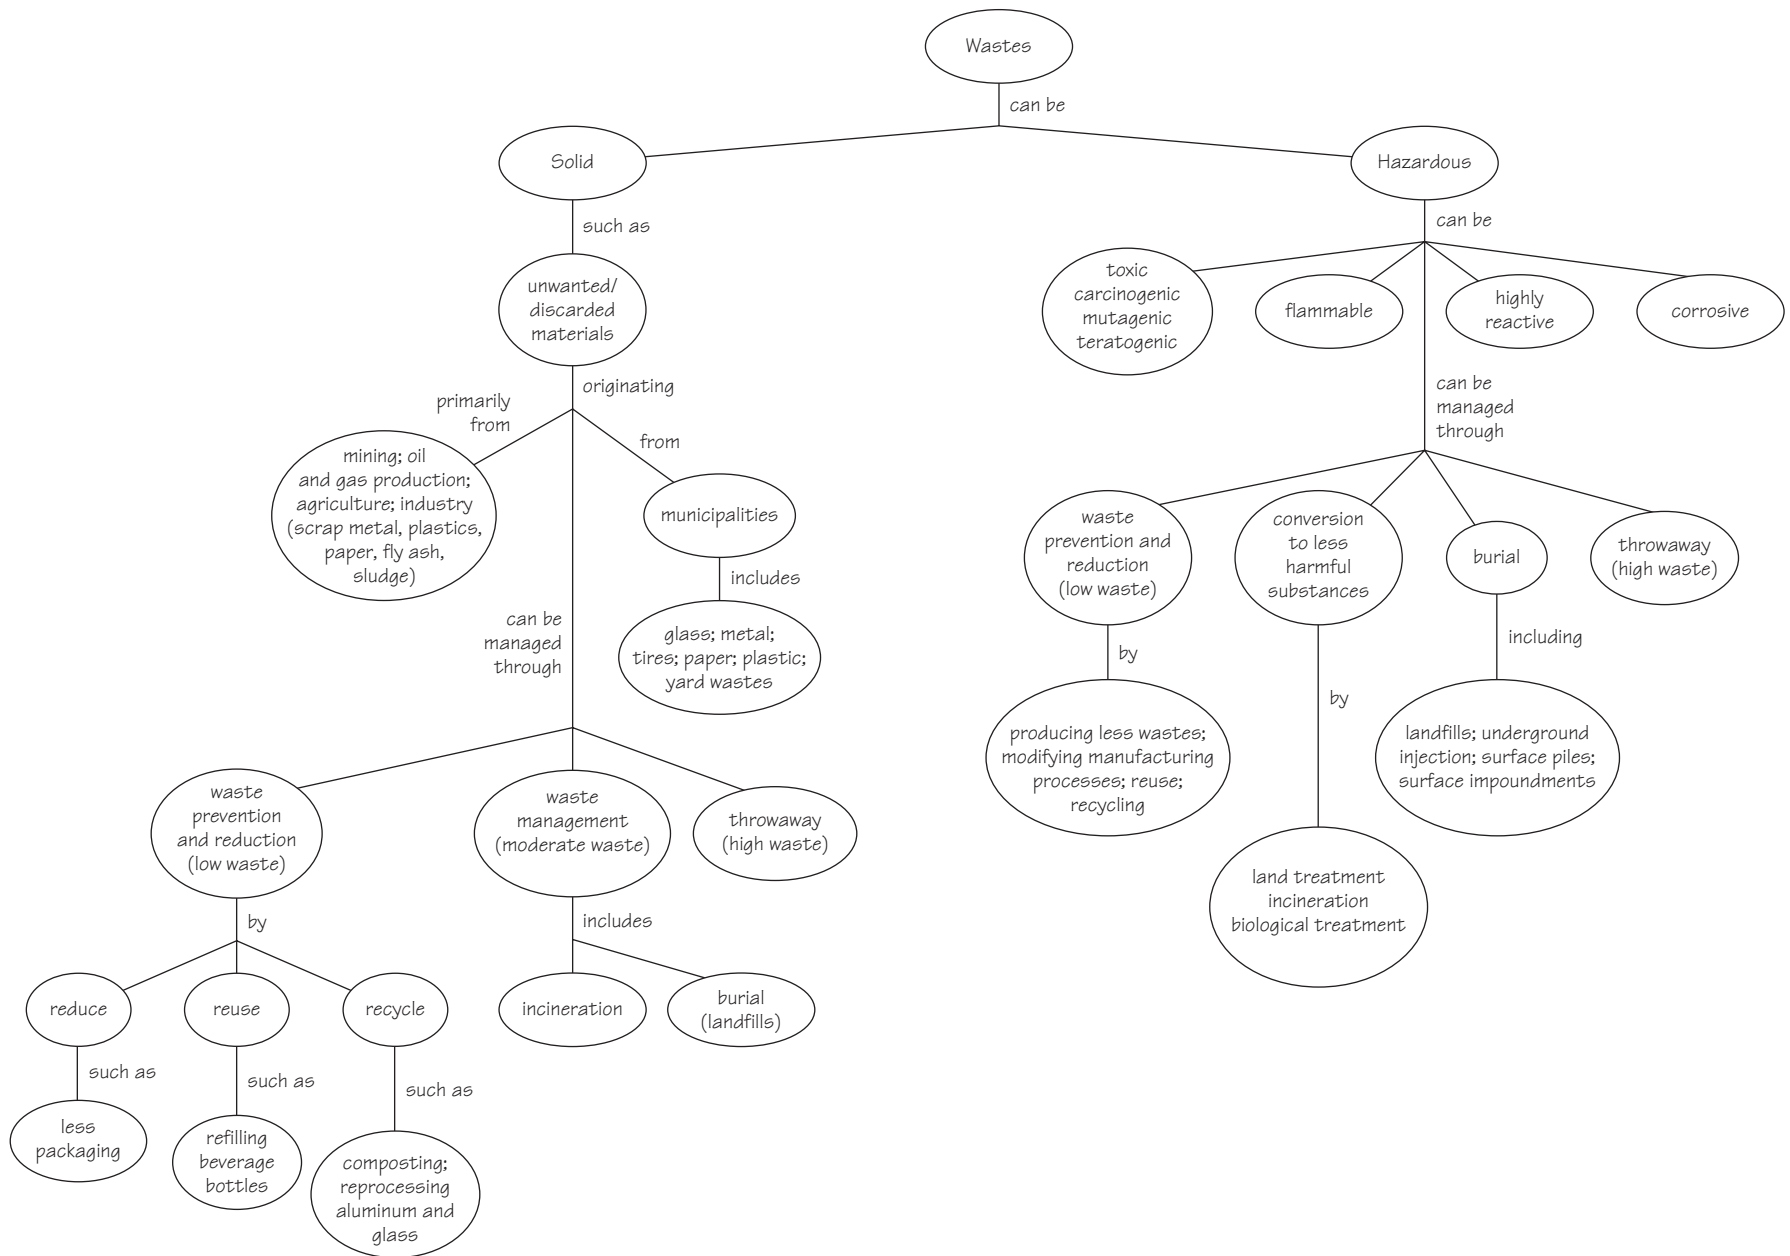 Wastes
can be
Solid
Hazardous
such as
can be
unwanted/
discarded
materials
toxic
carcinogenic
mutagenic
teratogenic
flammable
highly
reactive
corrosive
originating
primarily
from
from
can be
managed
through
mining; oil
and gas production;
agriculture; industry
(scrap metal, plastics,
paper, fly ash,
sludge)
municipalities
includes
glass; metal;
tires; paper; plastic;
yard wastes
can be
managed
through
waste
prevention and
reduction
(low waste)
conversion
to less
harmful
substances
burial
throwaway
(high waste)
by
by
including
producing less wastes;
modifying manufacturing
processes; reuse;
recycling
landfills; underground
injection; surface piles;
surface impoundments
land treatment
incineration
biological treatment
waste
prevention
and reduction
(low waste)
waste
management
(moderate waste)
throwaway
(high waste)
by
includes
reduce
reuse
recycle
incineration
burial
(landfills)
such as
such as
such as
less
packaging
refilling
beverage
bottles
composting;
reprocessing
aluminum and
glass